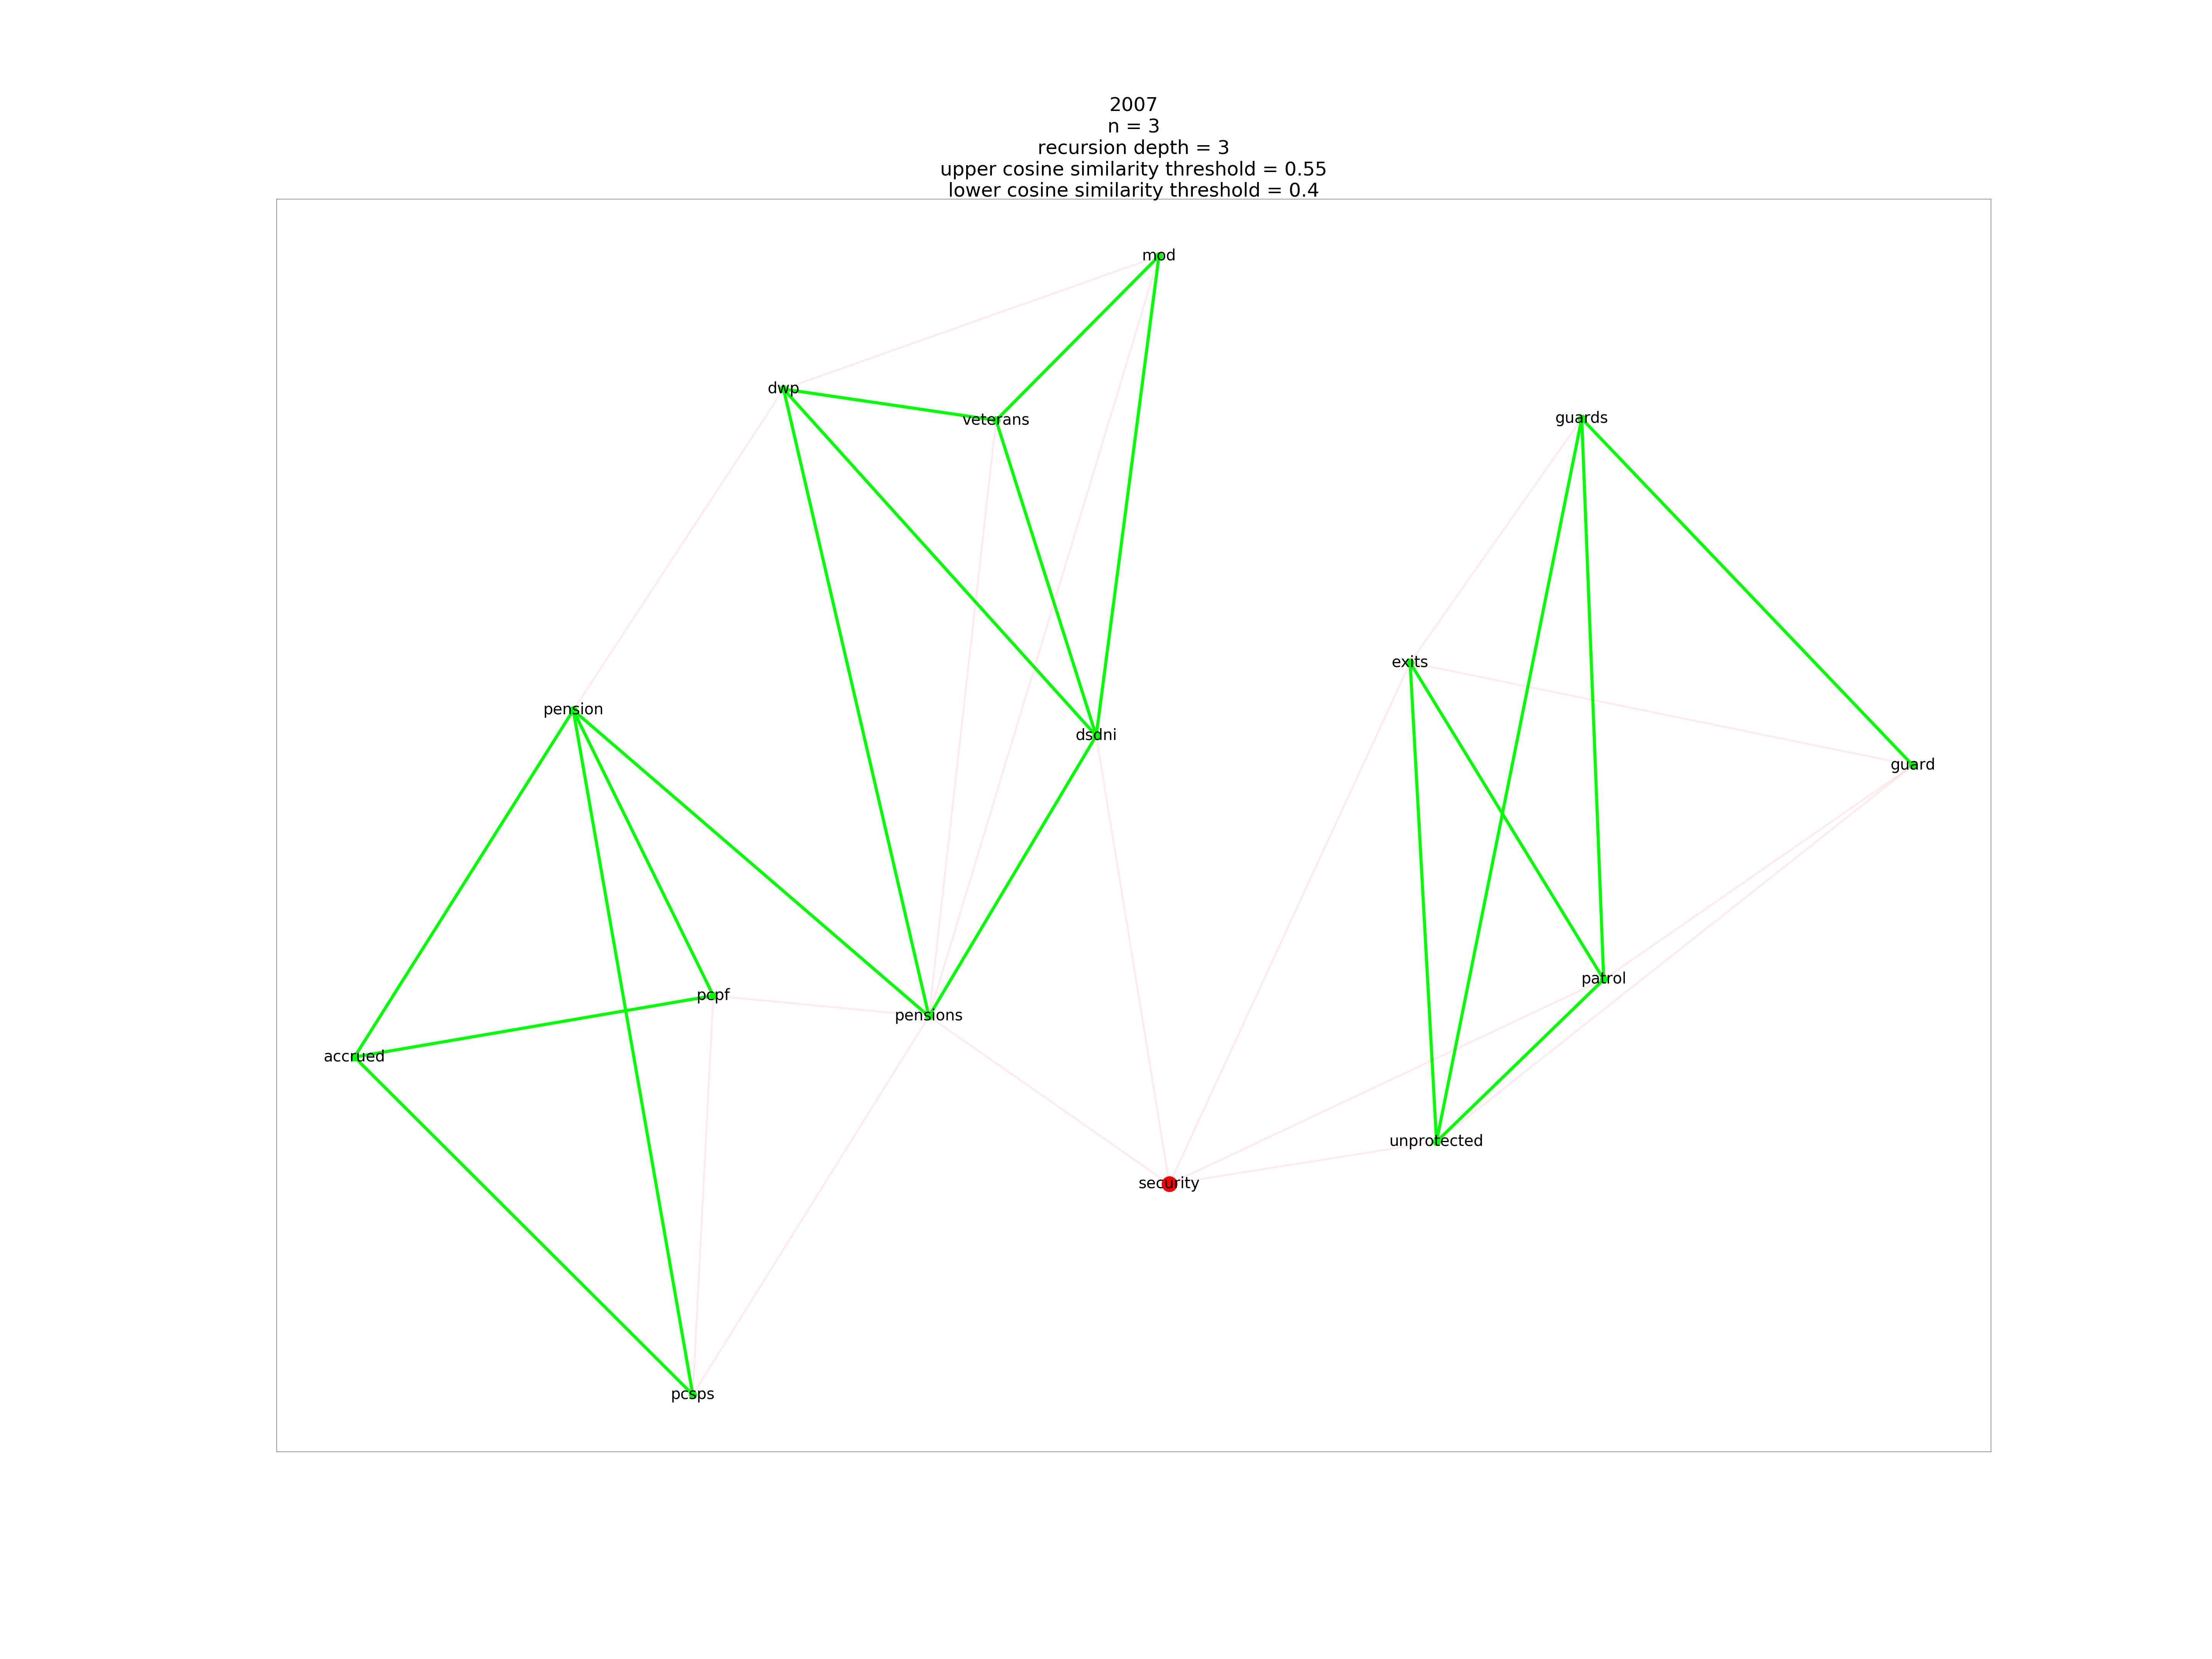 2007
n = 3
recursion depth = 3
upper cosine similarity threshold = 0.55
lower cosine similarity threshold = 0.4
mod
dwp
veterans
guards
exits
pension
dsdni
guard
patrol
pcpf
pensions
accrued
unprotected
security
pcsps